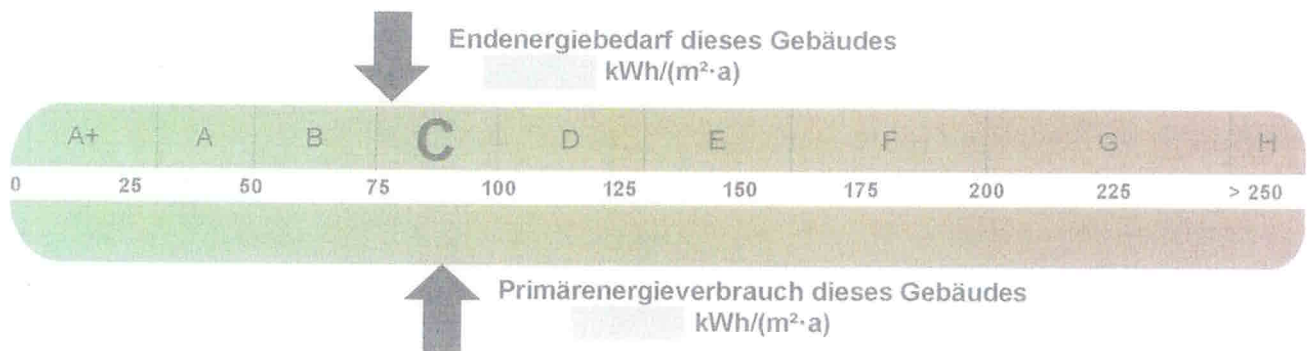 Endenergiebedarf dieses Gebäudes
kWh/(m²·a)
A+ A B C D E F G H
0 25 50 75 100 125 150 175 200 225 > 250
Primärenergieverbrauch dieses Gebäudes
kWh/(m²·a)